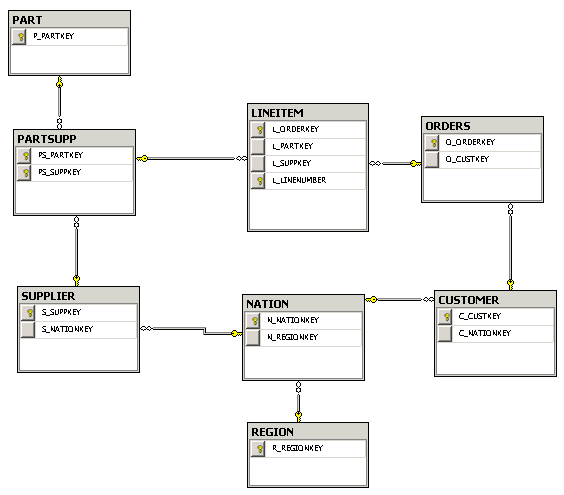 PART
P_PARTKEY
PARTSUPP
PS_PARTKEY
PS_SUPPKEY
LINEITEM
L_ORDERKEY
L_PARTKEY
L_SUPPKEY
L_LINENUMBER
ORDERS
O_ORDERKEY
O_CUSTKEY
SUPPLIER
S_SUPPKEY
S_NATIONKEY
NATION
N_NATIONKEY
N_REGIONKEY
CUSTOMER
C_CUSTKEY
C_NATIONKEY
REGION
R_REGIONKEY